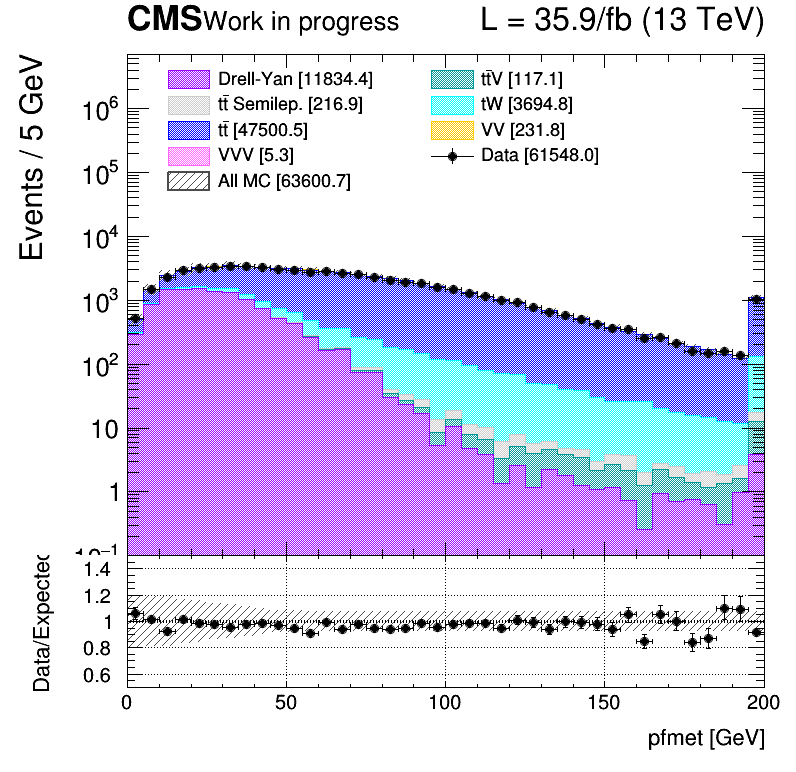 CMS Work in progress L = 35.9/fb (13 TeV)
Events / 5 GeV
Drell-Yan [11834.4] tt̄V [117.1]
tt̄ Semilep. [216.9] tW [3694.8]
tt̄ [47500.5] VV [231.8]
VVV [5.3] Data [61548.0]
All MC [63600.7]
10⁶
10⁵
10⁴
10³
10²
10
1
10⁻¹
Data/Expected
1.4
1.2
1
0.8
0.6
0 50 100 150 200
pfmet [GeV]